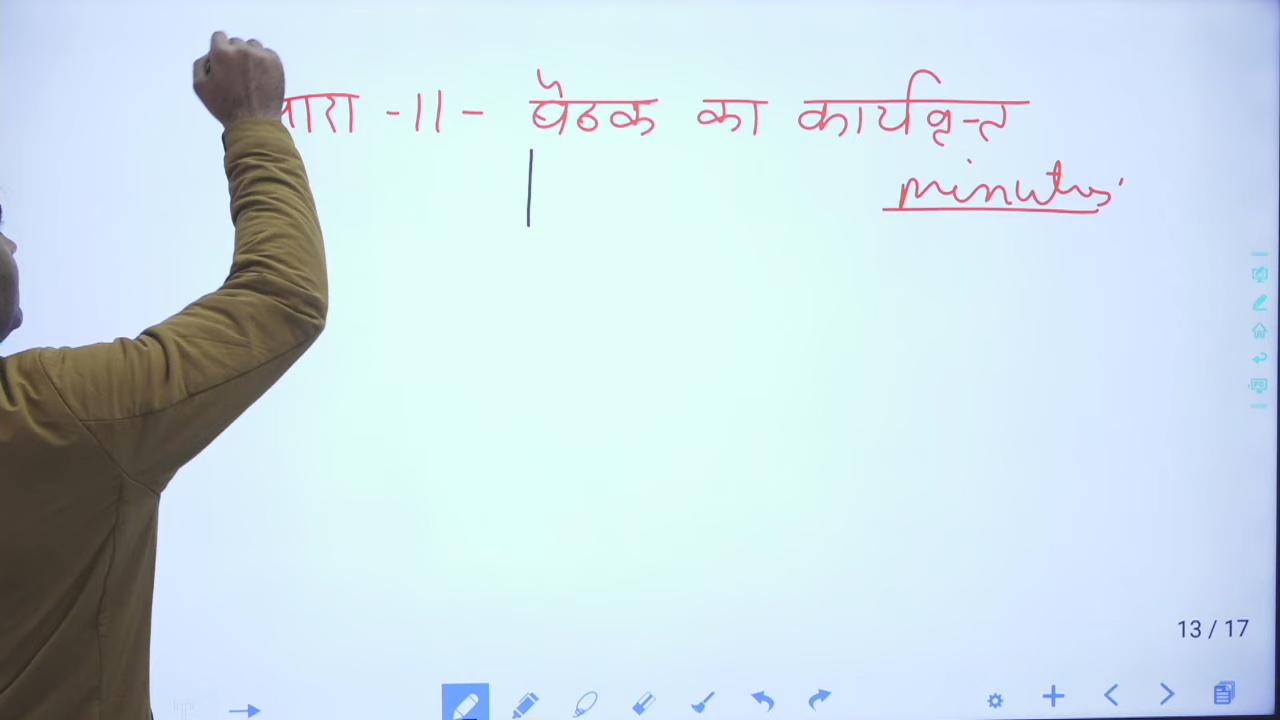 धारा -11- बैठक का कार्यवृत्त
minutes
13 / 17